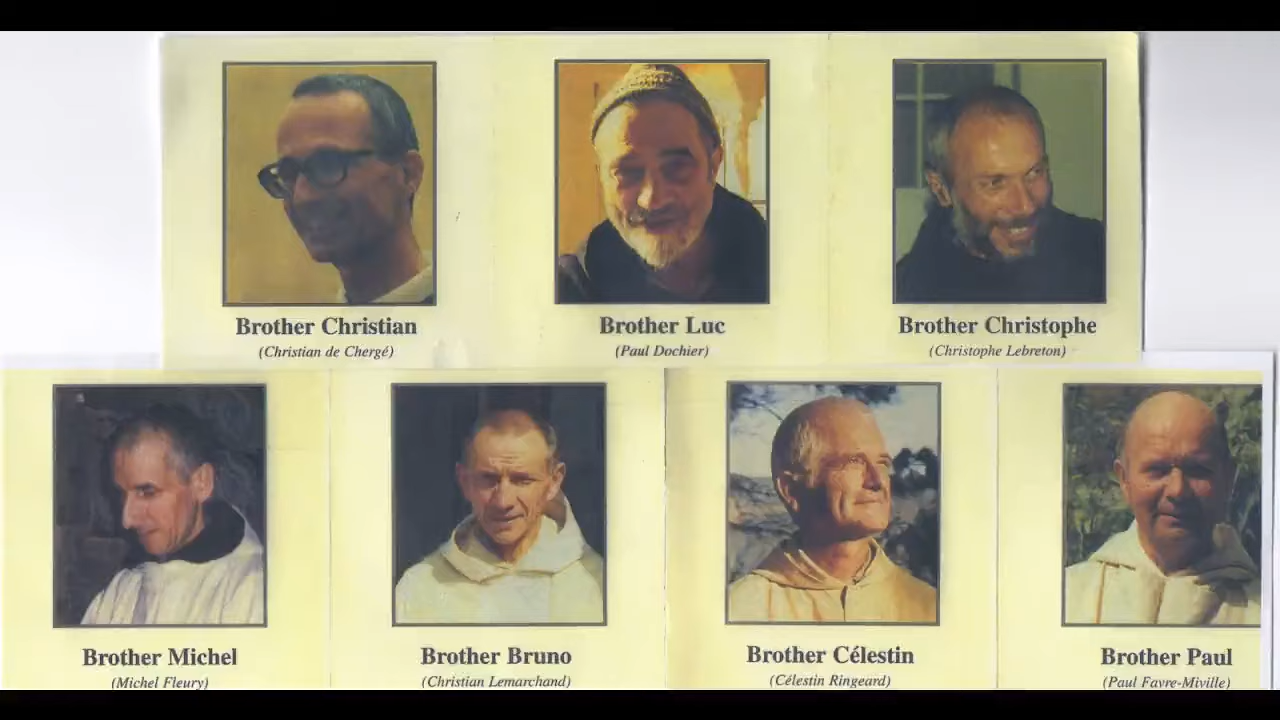 Brother Christian
(Christian de Chergé)
Brother Luc
(Paul Dochier)
Brother Christophe
(Christophe Lebreton)
Brother Michel
(Michel Fleury)
Brother Bruno
(Christian Lemarchand)
Brother Célestin
(Célestin Ringeard)
Brother Paul
(Paul Favre-Miville)